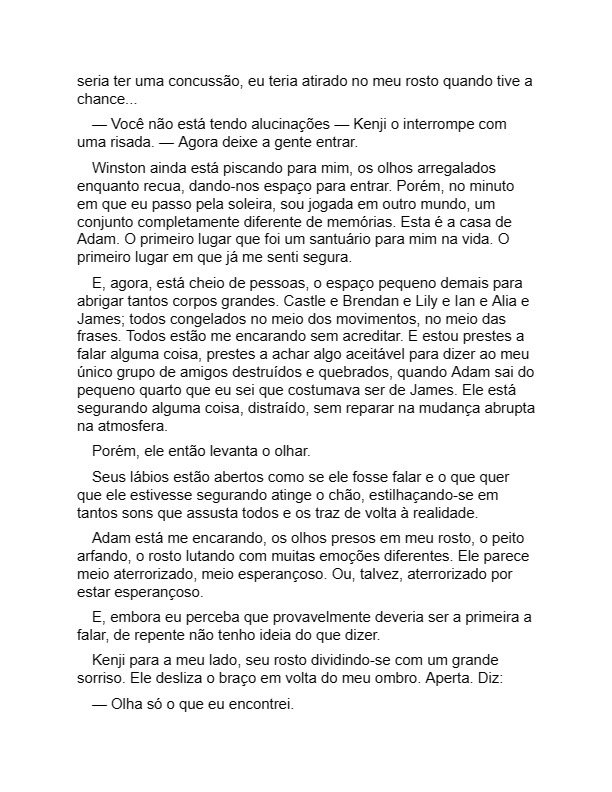 seria ter uma concussão, eu teria atirado no meu rosto quando tive a
chance...
— Você não está tendo alucinações — Kenji o interrompe com
uma risada. — Agora deixe a gente entrar.
Winston ainda está piscando para mim, os olhos arregalados
enquanto recua, dando-nos espaço para entrar. Porém, no minuto
em que eu passo pela soleira, sou jogada em outro mundo, um
conjunto completamente diferente de memórias. Esta é a casa de
Adam. O primeiro lugar que foi um santuário para mim na vida. O
primeiro lugar em que já me senti segura.
E, agora, está cheio de pessoas, o espaço pequeno demais para
abrigar tantos corpos grandes. Castle e Brendan e Lily e Ian e Alia e
James; todos congelados no meio dos movimentos, no meio das
frases. Todos estão me encarando sem acreditar. E estou prestes a
falar alguma coisa, prestes a achar algo aceitável para dizer ao meu
único grupo de amigos destruídos e quebrados, quando Adam sai do
pequeno quarto que eu sei que costumava ser de James. Ele está
segurando alguma coisa, distraído, sem reparar na mudança abrupta
na atmosfera.
Porém, ele então levanta o olhar.
Seus lábios estão abertos como se ele fosse falar e o que quer
que ele estivesse segurando atinge o chão, estilhaçando-se em
tantos sons que assusta todos e os traz de volta à realidade.
Adam está me encarando, os olhos presos em meu rosto, o peito
arfando, o rosto lutando com muitas emoções diferentes. Ele parece
meio aterrorizado, meio esperançoso. Ou, talvez, aterrorizado por
estar esperançoso.
E, embora eu perceba que provavelmente deveria ser a primeira a
falar, de repente não tenho ideia do que dizer.
Kenji para a meu lado, seu rosto dividindo-se com um grande
sorriso. Ele desliza o braço em volta do meu ombro. Aperta. Diz:
— Olha só o que eu encontrei.